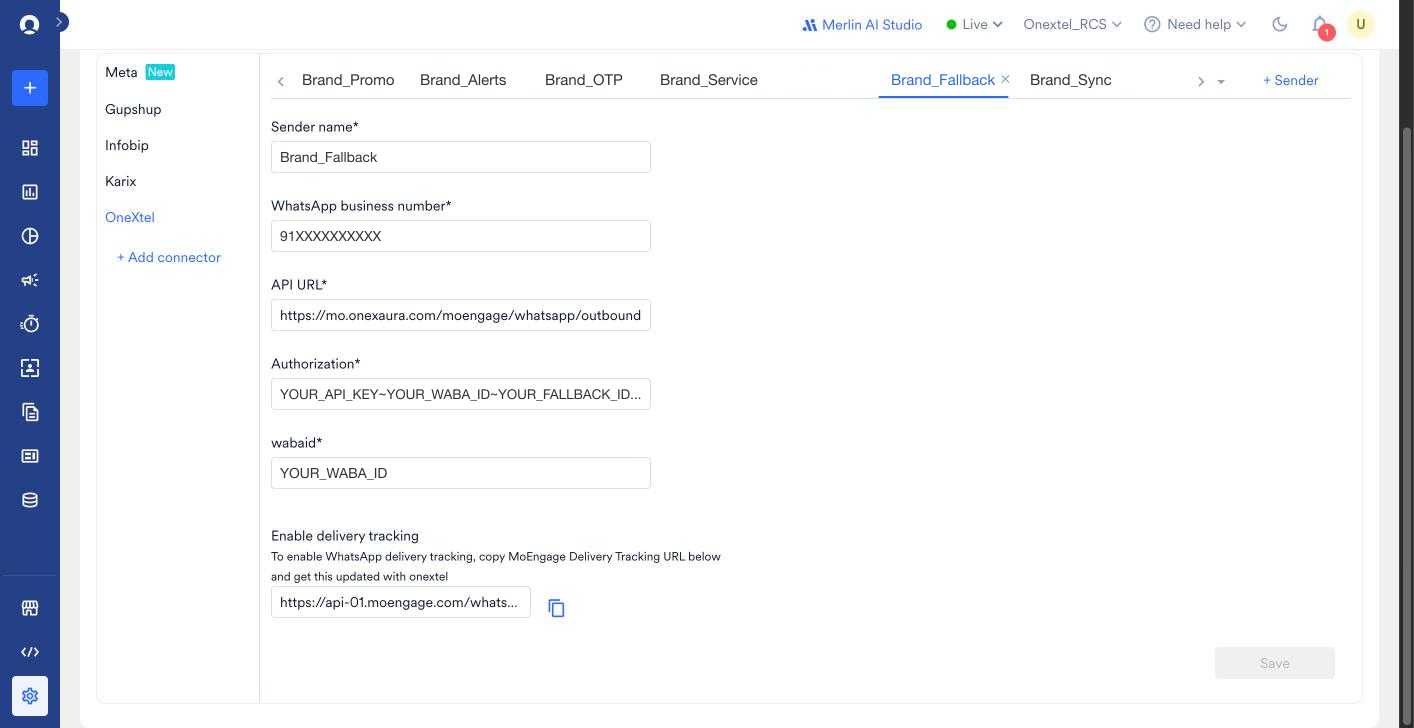 Merlin AI Studio
Live
Onextel_RCS
Need help
1
U
Meta New
Gupshup
Infobip
Karix
OneXtel
+ Add connector
Brand_Promo
Brand_Alerts
Brand_OTP
Brand_Service
Brand_Fallback
Brand_Sync
+ Sender
Sender name*
Brand_Fallback
WhatsApp business number*
91XXXXXXXXXX
API URL*
https://mo.onexaura.com/moengage/whatsapp/outbound
Authorization*
YOUR_API_KEY~YOUR_WABA_ID~YOUR_FALLBACK_ID...
wabaid*
YOUR_WABA_ID
Enable delivery tracking
To enable WhatsApp delivery tracking, copy MoEngage Delivery Tracking URL below
and get this updated with onextel
https://api-01.moengage.com/whats...
Save